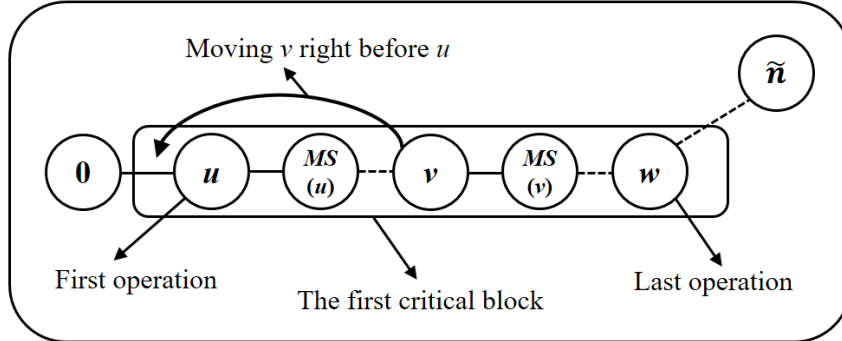 Moving v right before u
ñ
0
u
MS
(u)
v
MS
(v)
w
First operation
The first critical block
Last operation